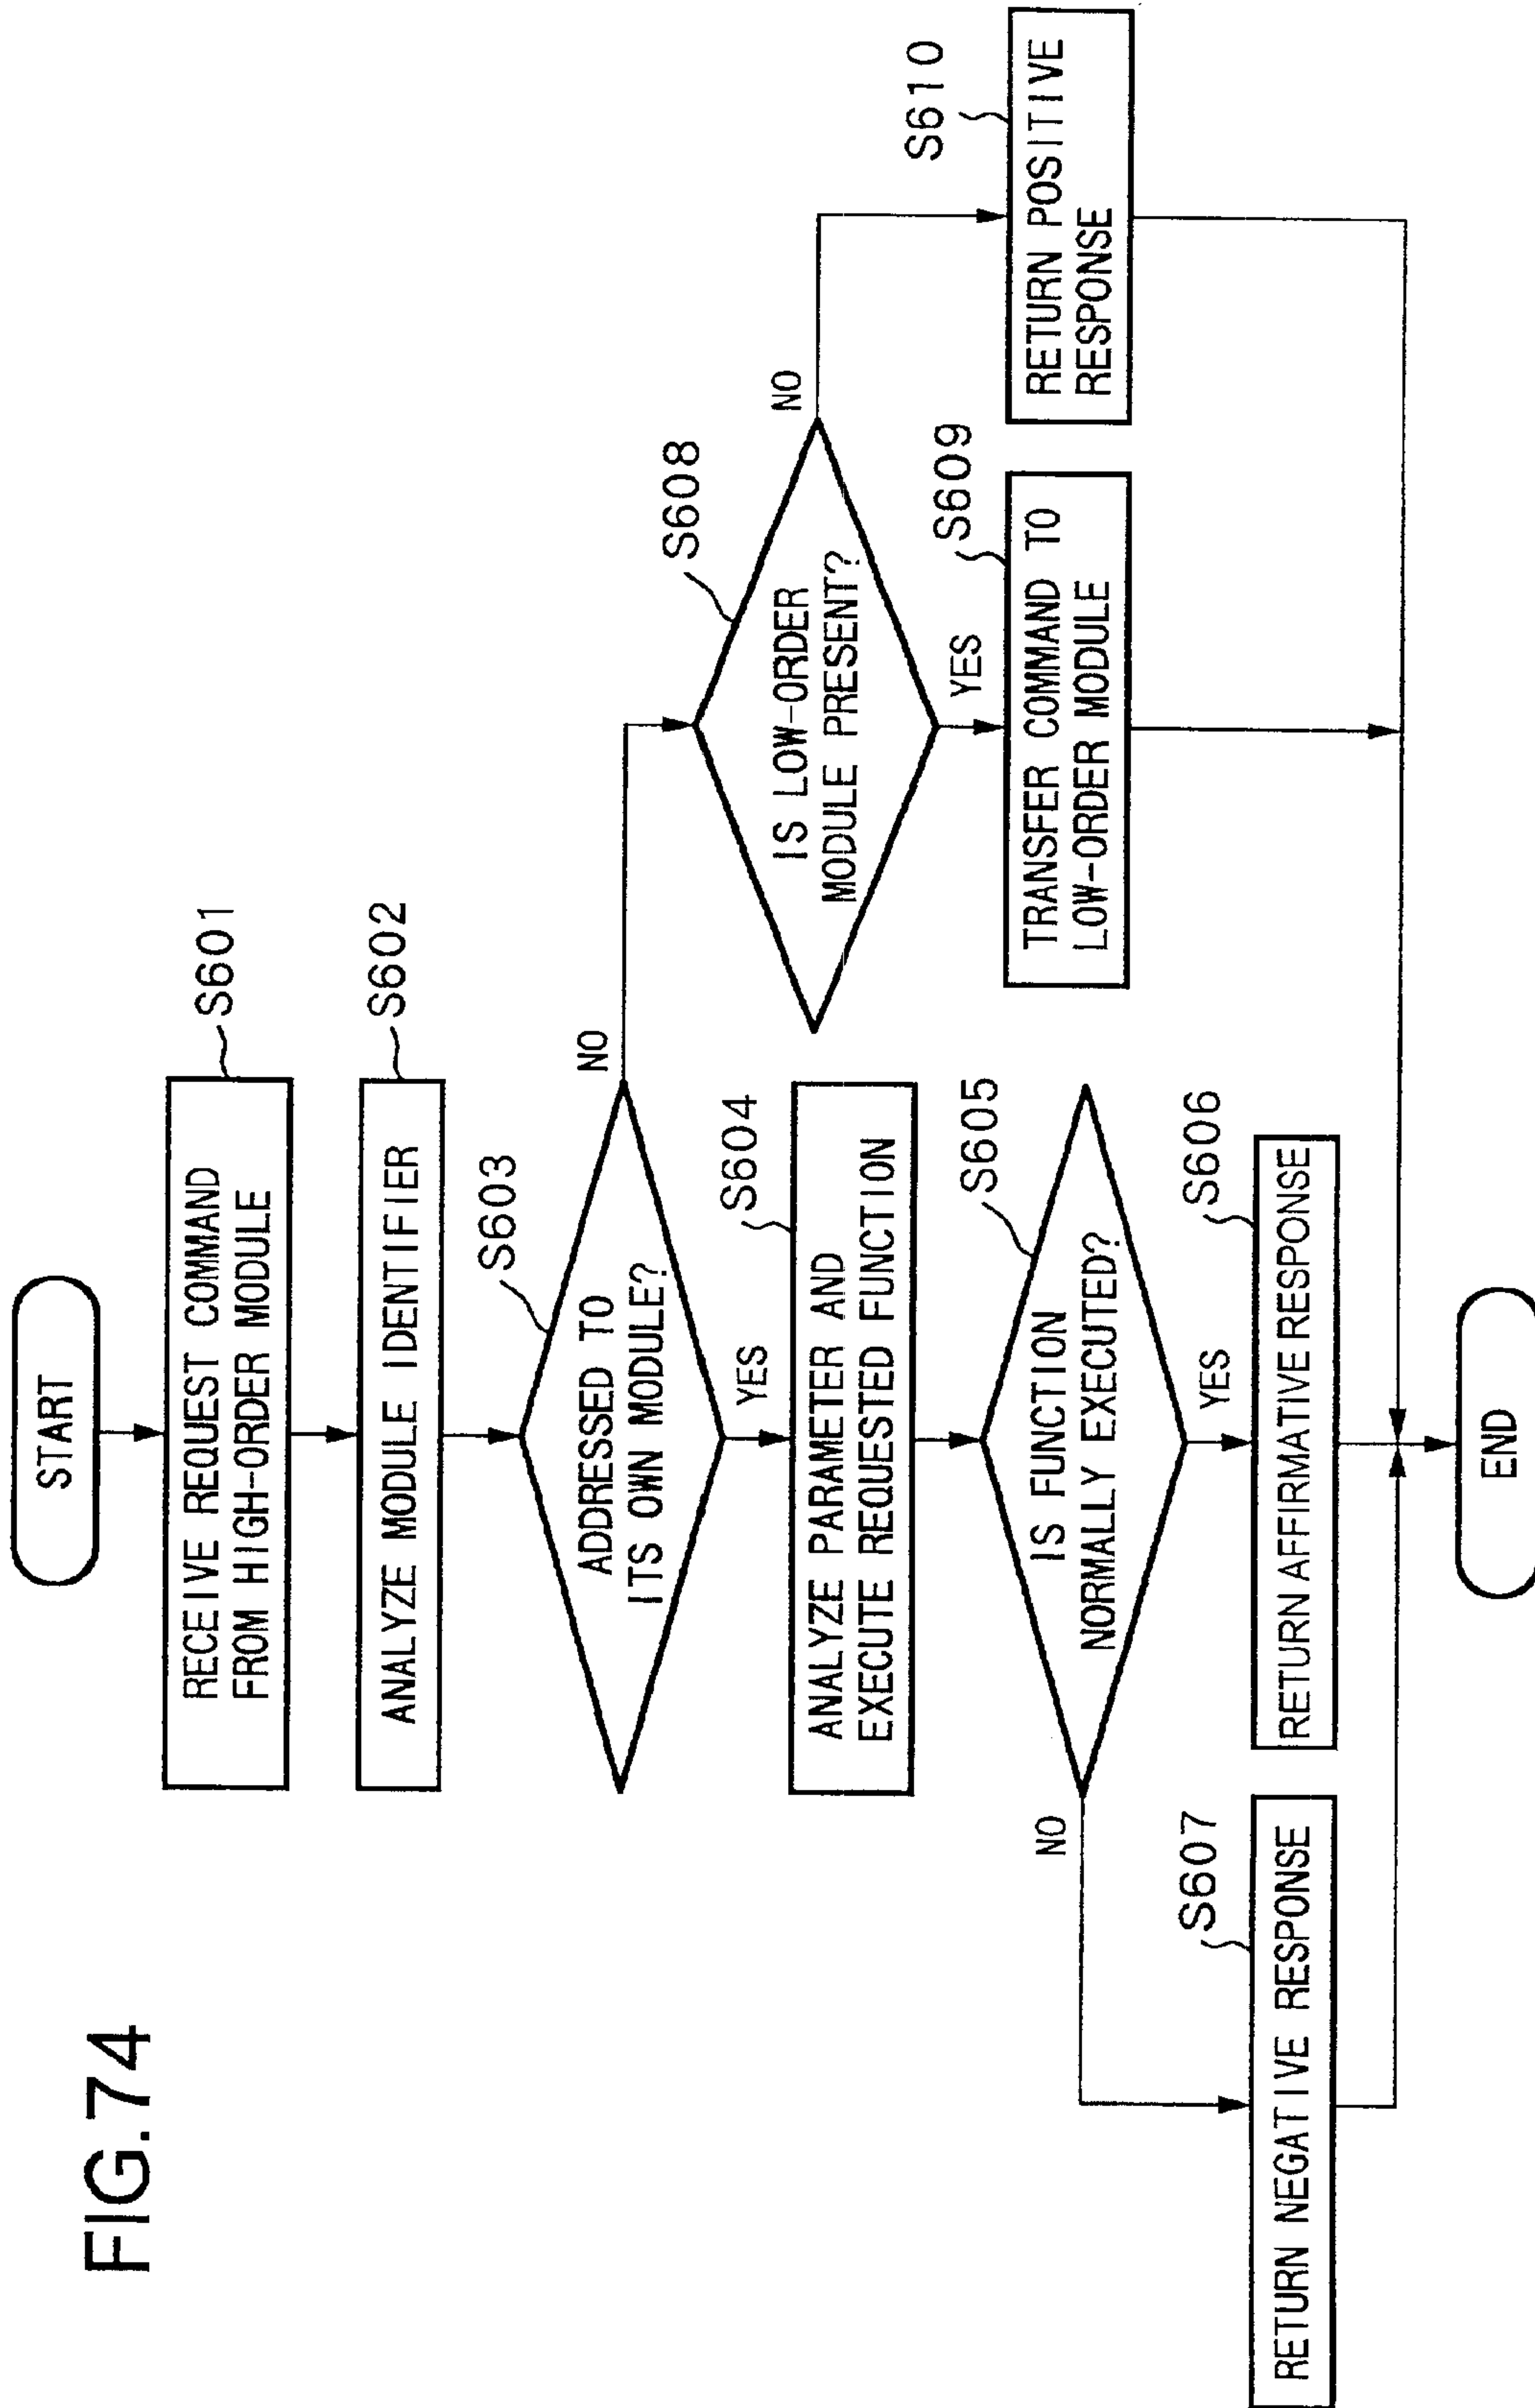 FIG.74
START
RECEIVE REQUEST COMMAND
FROM HIGH-ORDER MODULE
S601
ANALYZE MODULE IDENTIFIER
S602
ADDRESSED TO
ITS OWN MODULE?
S603
NO
YES
ANALYZE PARAMETER AND
EXECUTE REQUESTED FUNCTION
S604
IS FUNCTION
NORMALLY EXECUTED?
S605
NO
YES
RETURN NEGATIVE RESPONSE
S607
RETURN AFFIRMATIVE RESPONSE
S606
IS LOW-ORDER
MODULE PRESENT?
S608
NO
YES
TRANSFER COMMAND TO
LOW-ORDER MODULE
S609
RETURN POSITIVE
RESPONSE
S610
END